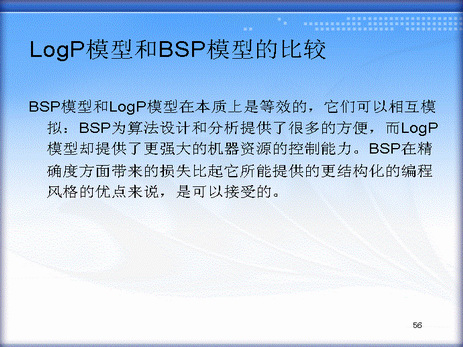 LogP模型和BSP模型的比较
BSP模型和LogP模型在本质上是等效的，它们可以相互模
拟：BSP为算法设计和分析提供了很多的方便，而LogP
模型却提供了更强大的机器资源的控制能力。BSP在精
确度方面带来的损失比起它所能提供的更结构化的编程
风格的优点来说，是可以接受的。
56